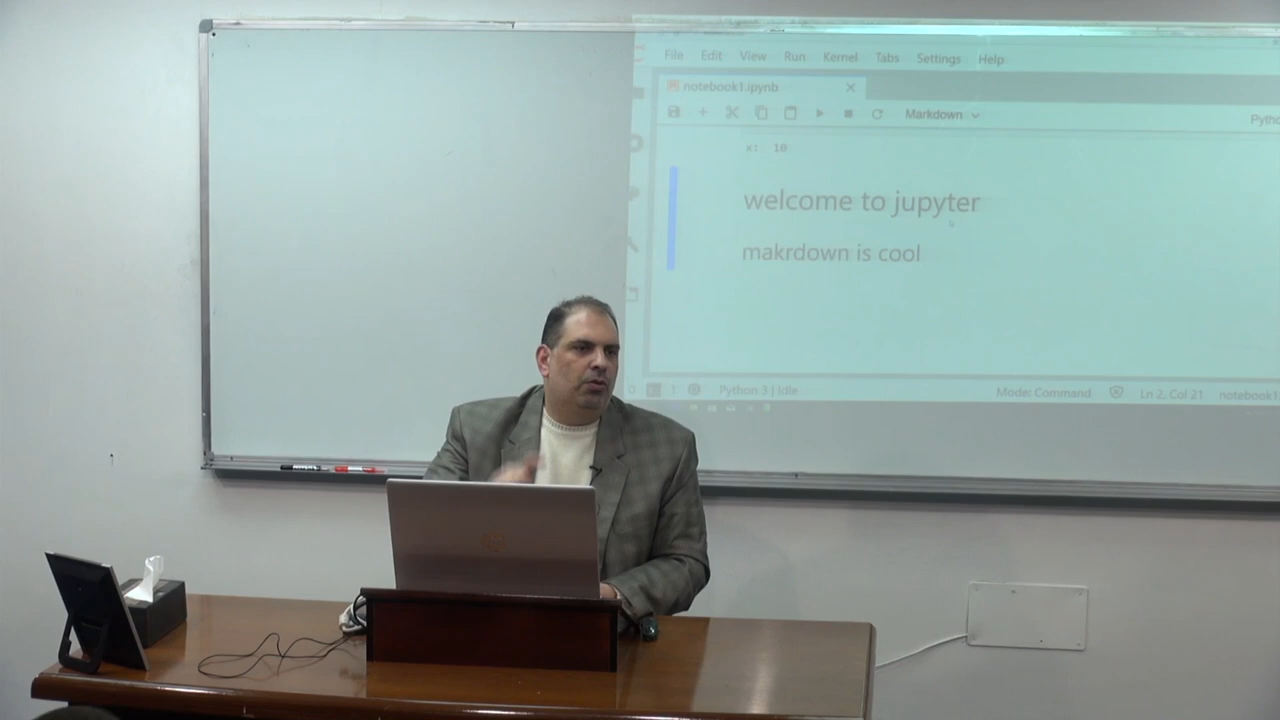 File Edit View Run Kernel Tabs Settings Help
notebook1.ipynb
Markdown
x: 10
welcome to jupyter
makrdown is cool
1 Python 3 | Idle Mode: Command Ln 2, Col 21